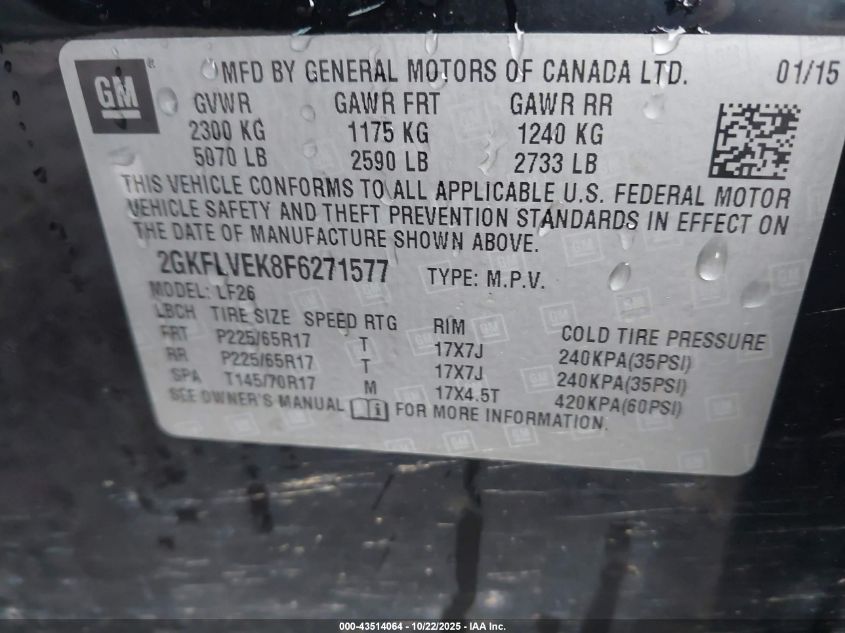 GM ® MFD BY GENERAL MOTORS OF CANADA LTD. 01/15
GVWR GAWR FRT GAWR RR
2300 KG 1175 KG 1240 KG
5070 LB 2590 LB 2733 LB
THIS VEHICLE CONFORMS TO ALL APPLICABLE U.S. FEDERAL MOTOR
VEHICLE SAFETY AND THEFT PREVENTION STANDARDS IN EFFECT ON
THE DATE OF MANUFACTURE SHOWN ABOVE.
2GKFLVEK8F6271577 TYPE: M.P.V.
MODEL: LF26
LBCH TIRE SIZE SPEED RTG RIM COLD TIRE PRESSURE
FRT P225/65R17 T 17X7J 240KPA(35PSI)
RR P225/65R17 T 17X7J 240KPA(35PSI)
SPA T145/70R17 M 17X4.5T 420KPA(60PSI)
SEE OWNER'S MANUAL FOR MORE INFORMATION.
000-43514064 - 10/22/2025 - IAA Inc.